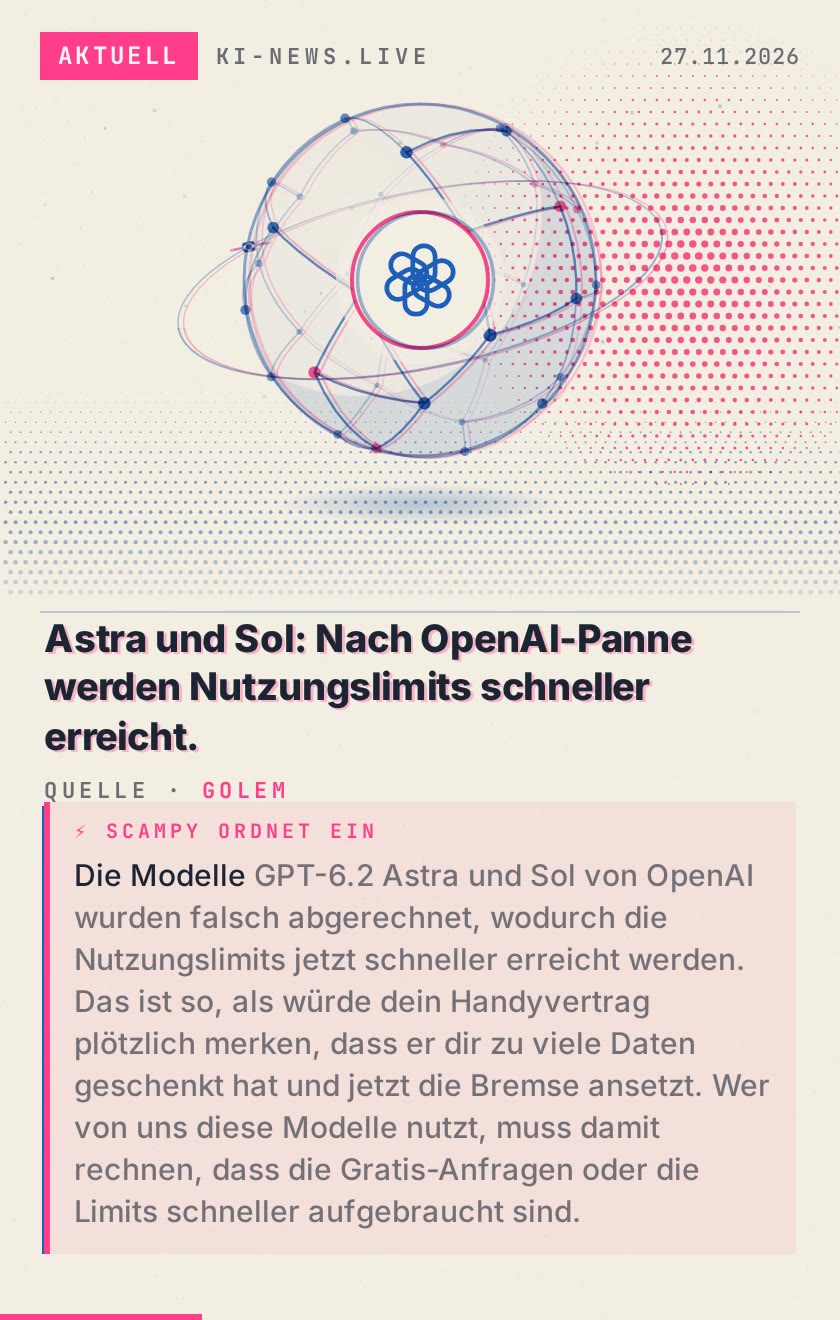 AKTUELL KI-NEWS.LIVE 27.11.2026
Astra und Sol: Nach OpenAI-Panne
werden Nutzungslimits schneller
erreicht.
QUELLE · GOLEM
⚡ SCAMPY ORDNET EIN
Die Modelle GPT-6.2 Astra und Sol von OpenAI
wurden falsch abgerechnet, wodurch die
Nutzungslimits jetzt schneller erreicht werden.
Das ist so, als würde dein Handyvertrag
plötzlich merken, dass er dir zu viele Daten
geschenkt hat und jetzt die Bremse ansetzt. Wer
von uns diese Modelle nutzt, muss damit
rechnen, dass die Gratis-Anfragen oder die
Limits schneller aufgebraucht sind.